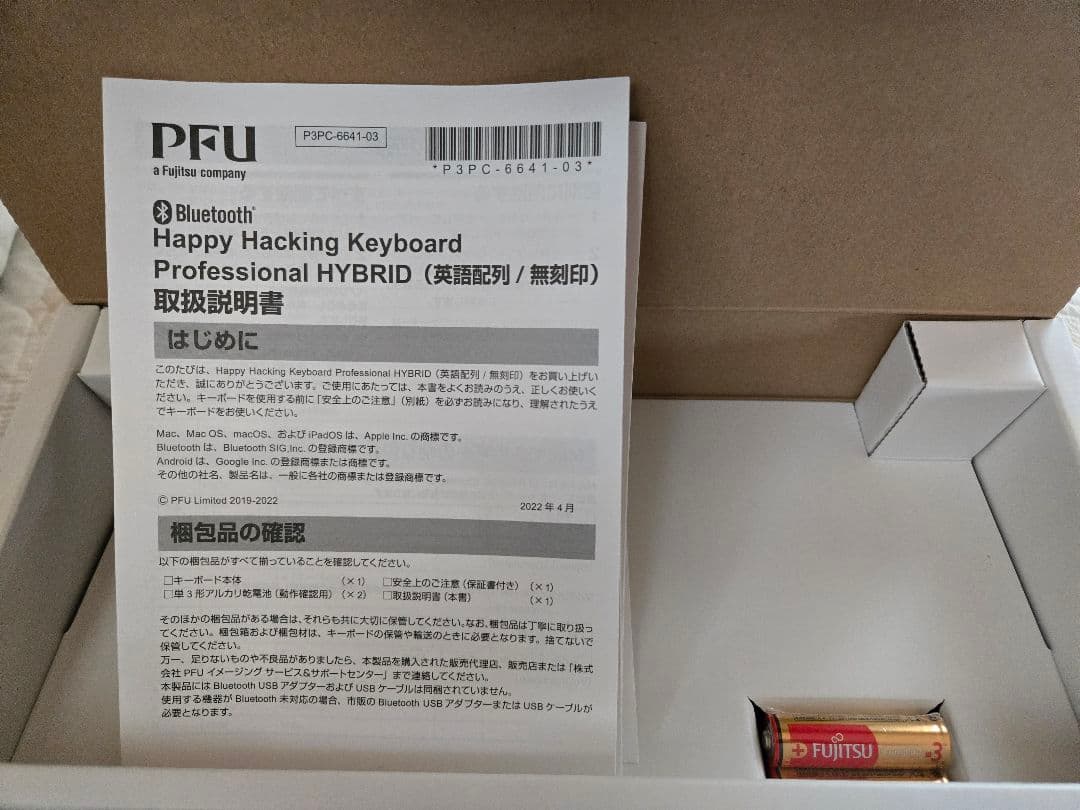 PFU
a Fujitsu company
P3PC-6641-03
*P3PC-6641-03*
Bluetooth®
Happy Hacking Keyboard
Professional HYBRID（英語配列 / 無刻印）
取扱説明書
はじめに
このたびは、Happy Hacking Keyboard Professional HYBRID（英語配列 / 無刻印）をお買い上げい
ただき、誠にありがとうございます。ご使用にあたっては、本書をよくお読みのうえ、正しくお使いく
ださい。キーボードを使用する前に「安全上のご注意」（別紙）を必ずお読みになり、理解されたうえ
でキーボードをお使いください。
Mac、Mac OS、macOS、および iPadOS は、Apple Inc. の商標です。
Bluetooth は、Bluetooth SIG,Inc. の登録商標です。
Android は、Google Inc. の登録商標または商標です。
その他の社名、製品名は、一般に各社の商標または登録商標です。
© PFU Limited 2019-2022
2022 年 4 月
梱包品の確認
以下の梱包品がすべて揃っていることを確認してください。
□キーボード本体 （× 1） □安全上のご注意（保証書付き）（× 1）
□単 3 形アルカリ乾電池（動作確認用）（× 2） □取扱説明書（本書） （× 1）
そのほかの梱包品がある場合は、それらも共に大切に保管してください。なお、梱包品は丁寧に取り扱っ
てください。梱包箱および梱包材は、キーボードの保管や輸送のときに必要となります。捨てないで
保管してください。
万一、足りないものや不良品がありましたら、本製品を購入された販売代理店、販売店または「株式
会社 PFU イメージング サービス&サポートセンター」まで連絡してください。
本製品には Bluetooth USB アダプターおよび USB ケーブルは同梱されていません。
使用する機器が Bluetooth 未対応の場合、市販の Bluetooth USB アダプターまたは USB ケーブルが
必要となります。
FUJITSU
3